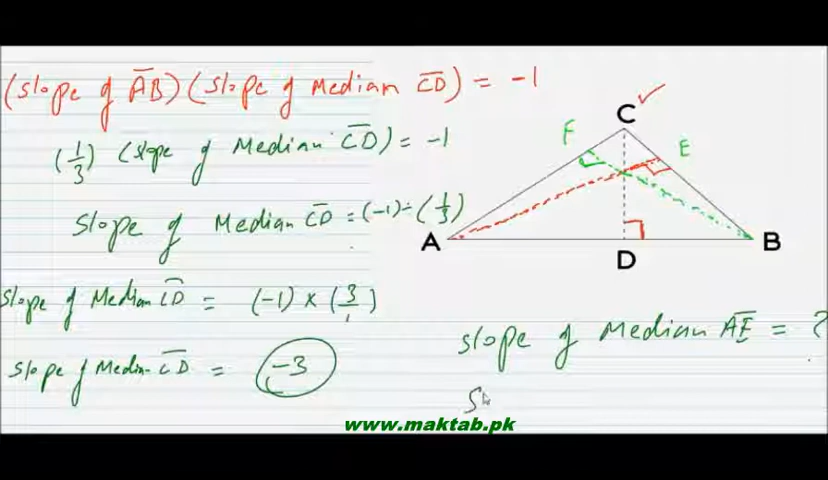 (slope of AB) (slope of Median CD) = -1
(1/3) (slope of Median CD) = -1
slope of Median CD = (-1) ÷ (1/3)
slope of Median CD = (-1) × (3/1)
slope of Median CD = -3
C
F
E
A
D
B
slope of Median AE = ?
www.maktab.pk